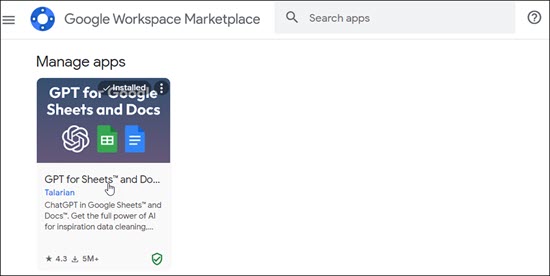 Google Workspace Marketplace
Search apps
Manage apps
Installed
GPT for Google
Sheets and Docs
GPT for Sheets™ and Do...
Talarian
ChatGPT in Google Sheets™ and
Docs™. Get the full power of AI
for inspiration data cleaning....
4.3 5M+